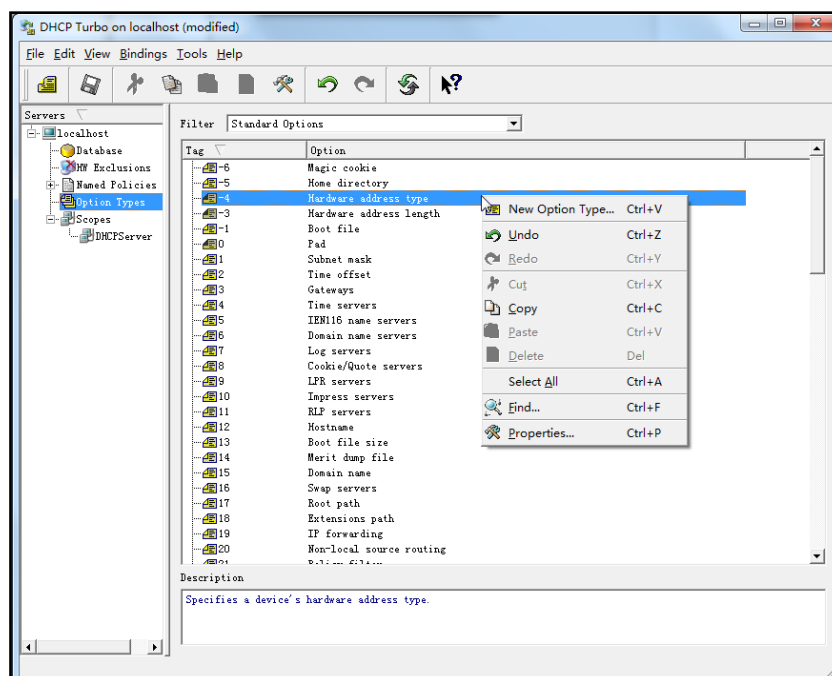 DHCP Turbo on localhost (modified)
File Edit View Bindings Tools Help
Servers
localhost
Database
HW Exclusions
Named Policies
Option Types
Scopes
DHCPServer
Filter Standard Options
Tag Option
-6 Magic cookie
-5 Home directory
-4 Hardware address type
-3 Hardware address length
-1 Boot file
0 Pad
1 Subnet mask
2 Time offset
3 Gateways
4 Time servers
5 IEN116 name servers
6 Domain name servers
7 Log servers
8 Cookie/Quote servers
9 LPR servers
10 Impress servers
11 RLP servers
12 Hostname
13 Boot file size
14 Merit dump file
15 Domain name
16 Swap servers
17 Root path
18 Extensions path
19 IP forwarding
20 Non-local source routing
21 Policy filter
New Option Type... Ctrl+V
Undo Ctrl+Z
Redo Ctrl+Y
Cut Ctrl+X
Copy Ctrl+C
Paste Ctrl+V
Delete Del
Select All Ctrl+A
Find... Ctrl+F
Properties... Ctrl+P
Description
Specifies a device's hardware address type.